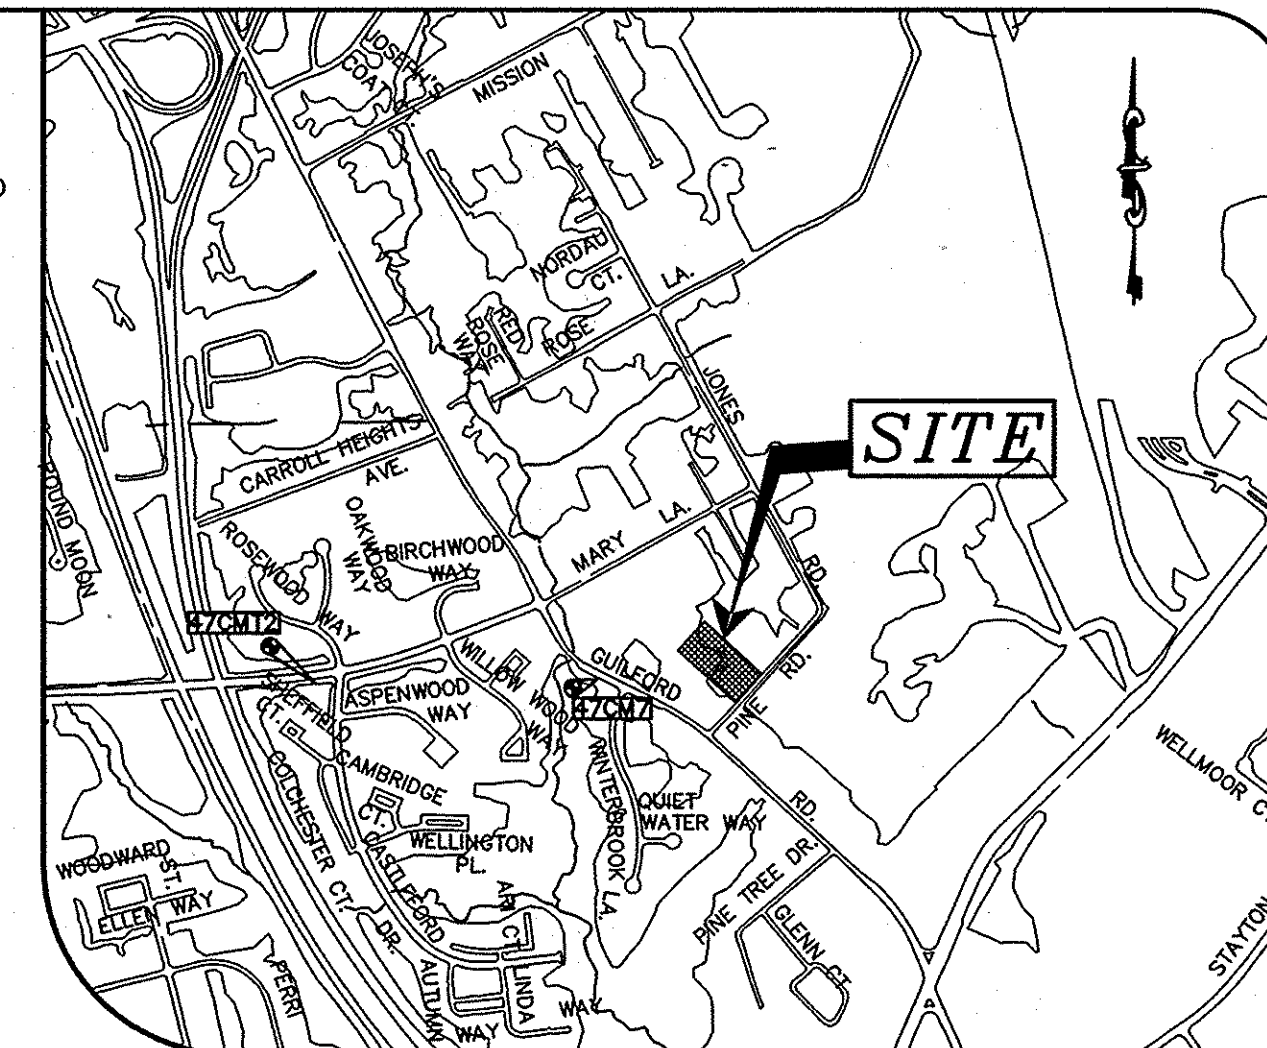 JOSEPH'S
COAT
MISSION
NORDAU
CT.
LA.
RED
ROSE
WAY
ROSE
JONES
SITE
CARROLL HEIGHTS
AVE.
ROUND MOON
ROSEWOOD
WAY
OAKWOOD
WAY
BIRCHWOOD
WAY
MARY
LA.
RD.
47CMT2
SHEFFIELD
CT.
ASPENWOOD
WAY
WILLOW WOOD
WAY
GUILFORD
47CM7
PINE
RD.
WELLMOOR CT.
CAMBRIDGE
CT.
COLCHESTER CT.
WINTERBROOK
LA.
QUIET
WATER WAY
RD.
WELLINGTON
PL.
CASTLEFORD
DR.
WOODWARD
ST.
ELLEN WAY
ARI CT.
PINE TREE DR.
GLENN CT.
STAYTON
PERRI
AUTUMN
WAY
LINDA
WAY